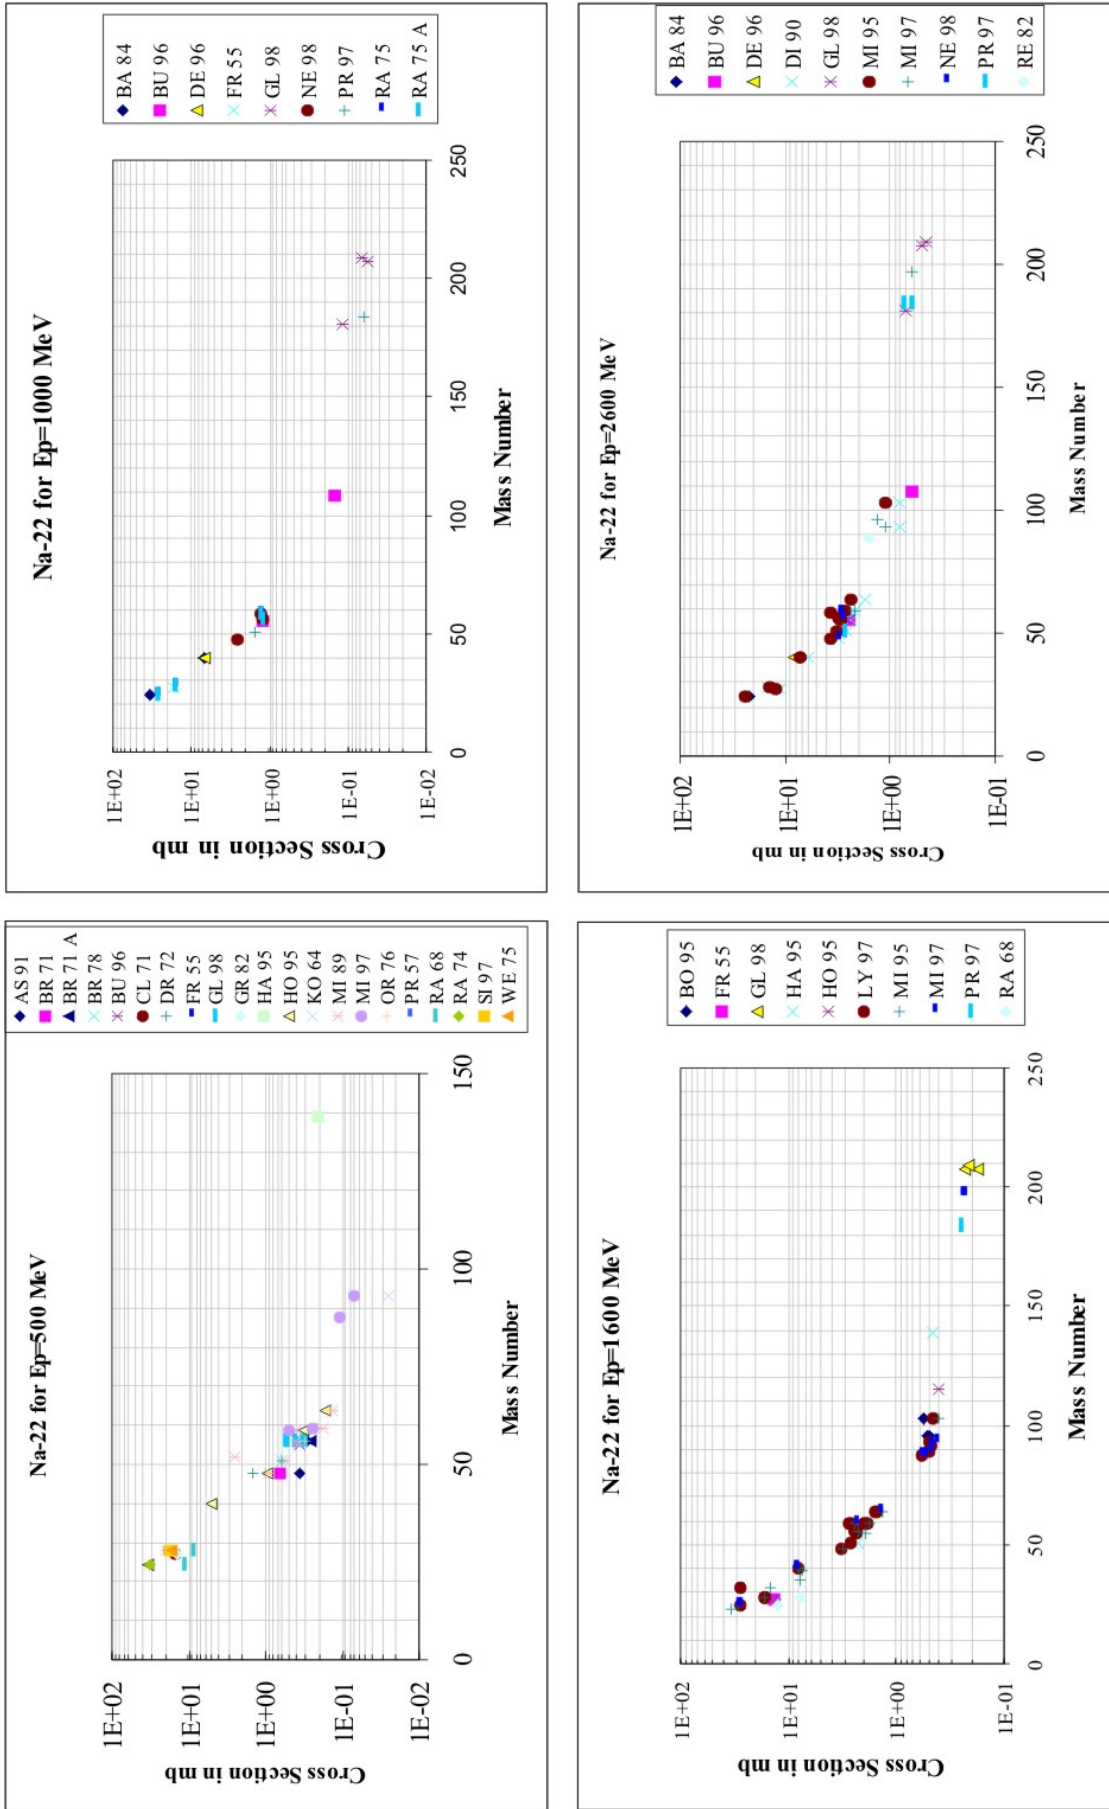 Na-22 for Ep=500 MeV
Cross Section in mb
1E+02
1E+01
1E+00
1E-01
1E-02
0
50
100
150
Mass Number
AS 91
BR 71
BR 71 A
BR 78
BU 96
CL 71
DR 72
FR 55
GL 98
GR 82
HA 95
HO 95
KO 64
MI 89
MI 97
OR 76
PR 57
RA 68
RA 74
SI 97
WE 75
Na-22 for Ep=1000 MeV
Cross Section in mb
1E+02
1E+01
1E+00
1E-01
1E-02
0
50
100
150
200
250
Mass Number
BA 84
BU 96
DE 96
FR 55
GL 98
NE 98
PR 97
RA 75
RA 75 A
Na-22 for Ep=1600 MeV
Cross Section in mb
1E+02
1E+01
1E+00
1E-01
0
50
100
150
200
250
Mass Number
BO 95
FR 55
GL 98
HA 95
HO 95
LY 97
MI 95
MI 97
PR 97
RA 68
Na-22 for Ep=2600 MeV
Cross Section in mb
1E+02
1E+01
1E+00
1E-01
0
50
100
150
200
250
Mass Number
BA 84
BU 96
DE 96
DI 90
GL 98
MI 95
MI 97
NE 98
PR 97
RE 82